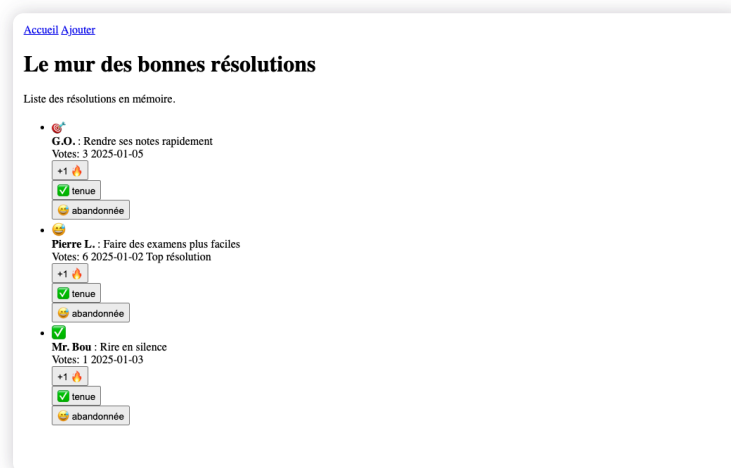 Accueil Ajouter
Le mur des bonnes résolutions
Liste des résolutions en mémoire.
🎯
G.O. : Rendre ses notes rapidement
Votes: 3 2025-01-05
+1 🔥
✅ tenue
😅 abandonnée
😅
Pierre L. : Faire des examens plus faciles
Votes: 6 2025-01-02 Top résolution
+1 🔥
✅ tenue
😅 abandonnée
✅
Mr. Bou : Rire en silence
Votes: 1 2025-01-03
+1 🔥
✅ tenue
😅 abandonnée